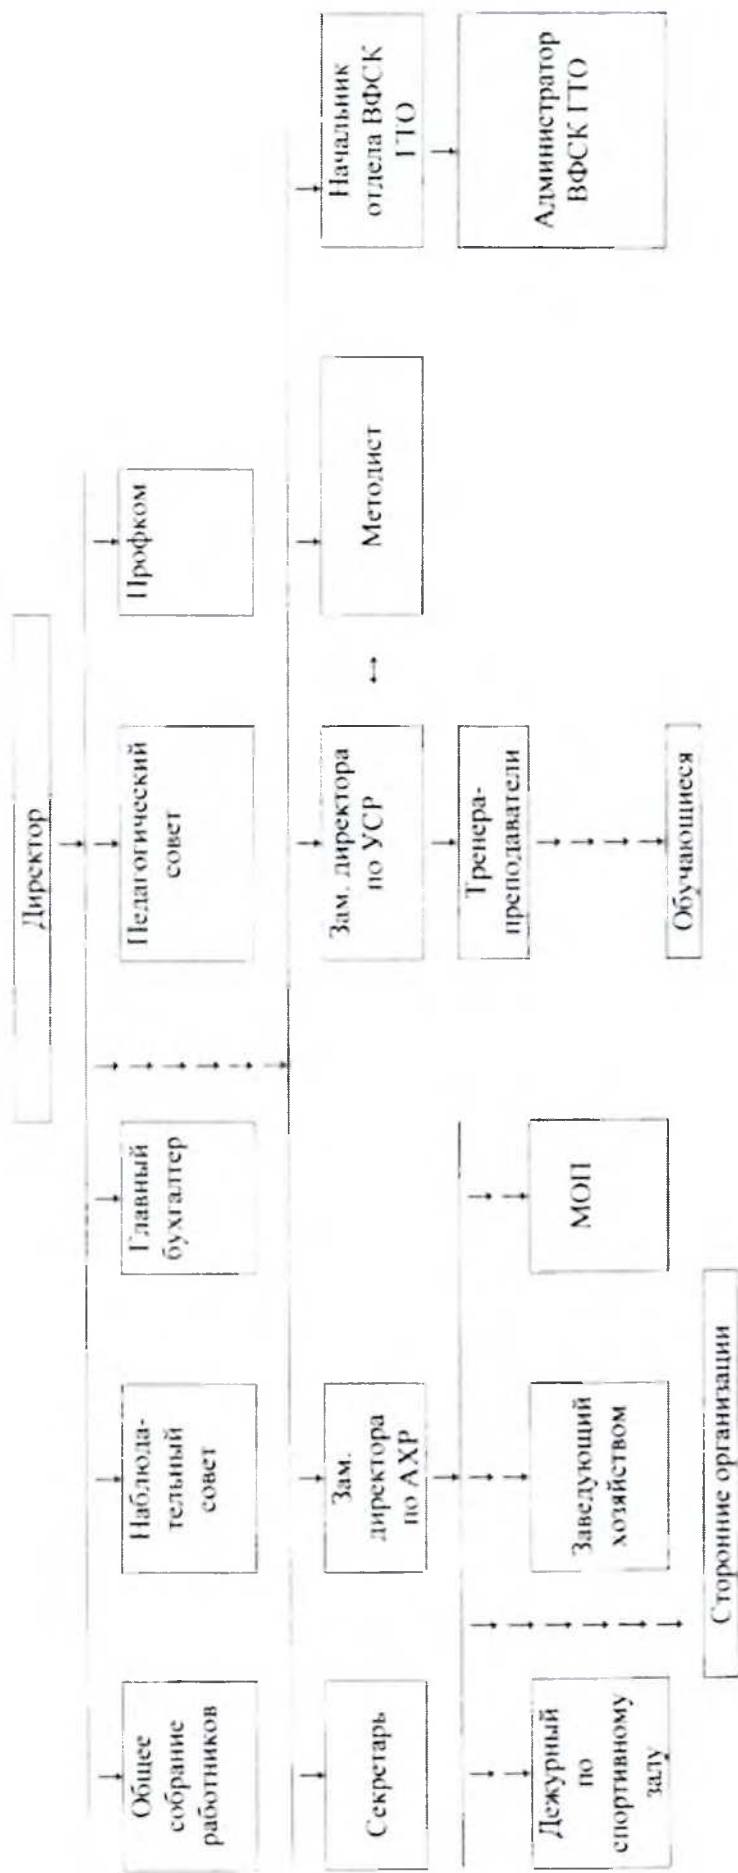 Директор
Общее
собрание
работников
Наблюда-
тельный
совет
Главный
бухгалтер
Педагогический
совет
Профком
Секретарь
Зам.
директора
по АХР
Зам. директора
по УСР
Методист
Начальник
отдела ВФСК
ГТО
Дежурный
по
спортивному
залу
Заведующий
хозяйством
МОП
Тренера-
преподаватели
Администратор
ВФСК ГТО
Сторонние организации
Обучающиеся